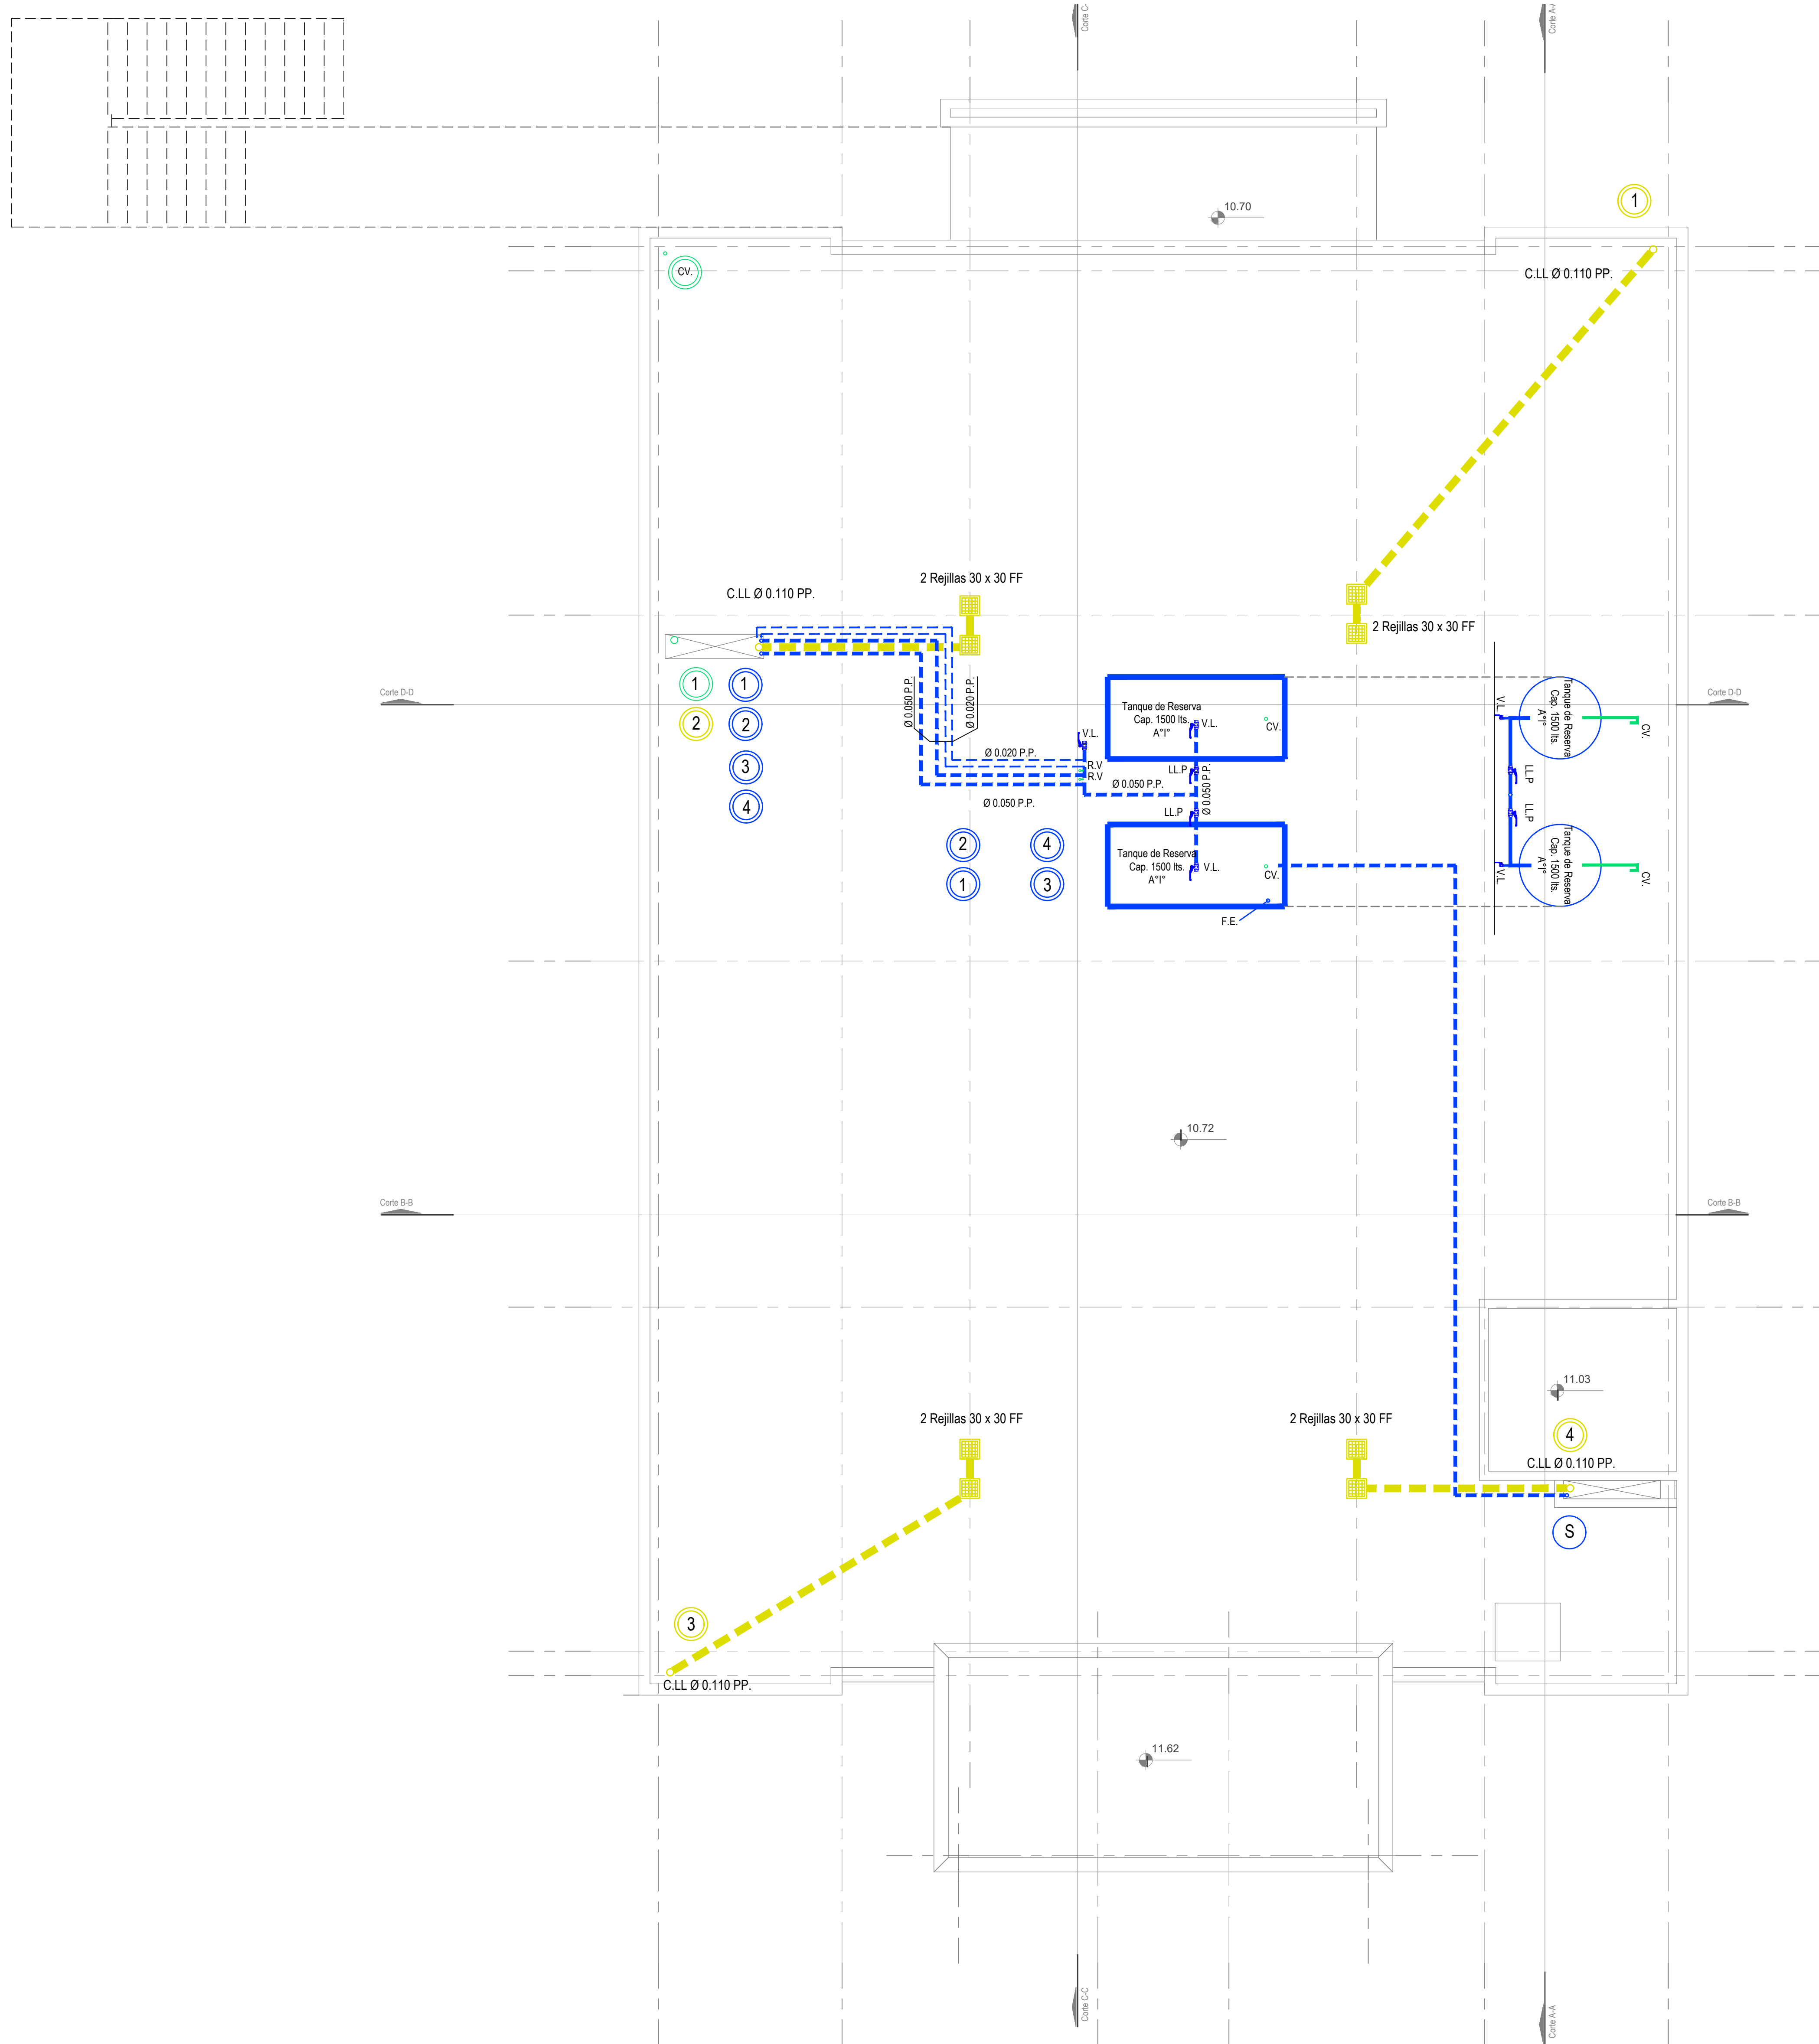 Corte C-
Corte A-A
10.70
1
CV.
C.LL Ø 0.110 PP.
2 Rejillas 30 x 30 FF
C.LL Ø 0.110 PP.
2 Rejillas 30 x 30 FF
1
1
2
2
3
4
Corte D-D
Corte D-D
Ø 0.050 P.P.
Ø 0.020 P.P.
Tanque de Reserva
Cap. 1500 lts.
A°I°
V.L.
CV.
V.L.
Ø 0.020 P.P.
R.V
R.V
LL.P
Ø 0.050 P.P.
Ø 0.050 P.P.
Ø 0.050 P.P.
LL.P
2
4
1
3
Tanque de Reserva
Cap. 1500 lts.
A°I°
V.L.
CV.
F.E.
V.L.
Tanque de Reserva
Cap. 1500 lts.
A°I°
CV.
LL.P
LL.P
V.L.
Tanque de Reserva
Cap. 1500 lts.
A°I°
CV.
10.72
Corte B-B
Corte B-B
11.03
2 Rejillas 30 x 30 FF
2 Rejillas 30 x 30 FF
4
C.LL Ø 0.110 PP.
S
3
C.LL Ø 0.110 PP.
11.62
Corte C-C
Corte A-A